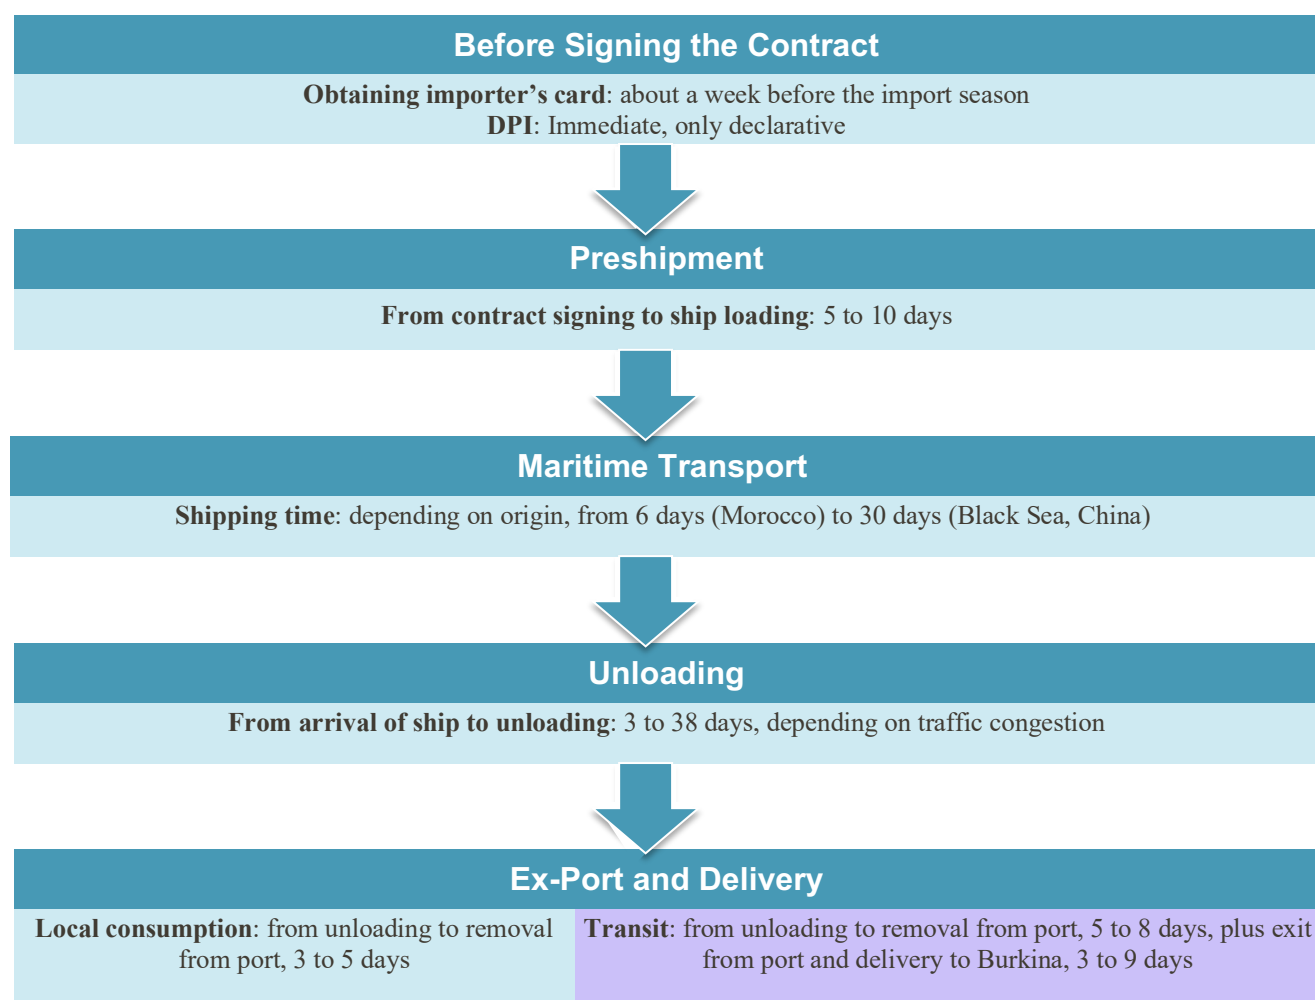 Before Signing the Contract
Obtaining importer’s card: about a week before the import season
DPI: Immediate, only declarative
Preshipment
From contract signing to ship loading: 5 to 10 days
Maritime Transport
Shipping time: depending on origin, from 6 days (Morocco) to 30 days (Black Sea, China)
Unloading
From arrival of ship to unloading: 3 to 38 days, depending on traffic congestion
Ex-Port and Delivery
Local consumption: from unloading to removal
from port, 3 to 5 days
Transit: from unloading to removal from port, 5 to 8 days, plus exit
from port and delivery to Burkina, 3 to 9 days